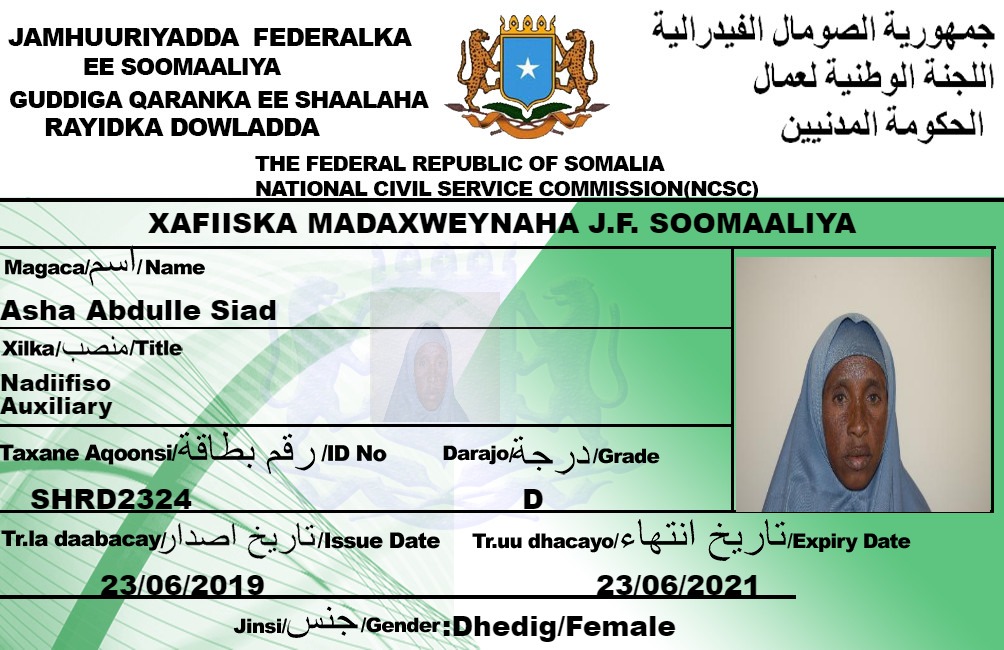 JAMHUURIYADDA FEDERALKA
EE SOOMAALIYA
GUDDIGA QARANKA EE SHAALAHA
RAYIDKA DOWLADDA
جمهورية الصومال الفيدرالية
اللجنة الوطنية لعمال
الحكومة المدنيين
THE FEDERAL REPUBLIC OF SOMALIA
NATIONAL CIVIL SERVICE COMMISSION(NCSC)
XAFIISKA MADAXWEYNAHA J.F. SOOMAALIYA
Magaca/اسم/Name
Asha Abdulle Siad
Xilka/منصب/Title
Nadiifiso
Auxiliary
Taxane Aqoonsi/رقم بطاقة/ID No Darajo/درجة/Grade
SHRD2324 D
Tr.la daabacay/تاريخ اصدار/Issue Date Tr.uu dhacayo/تاريخ انتهاء/Expiry Date
23/06/2019 23/06/2021
Jinsi/جنس/Gender:Dhedig/Female